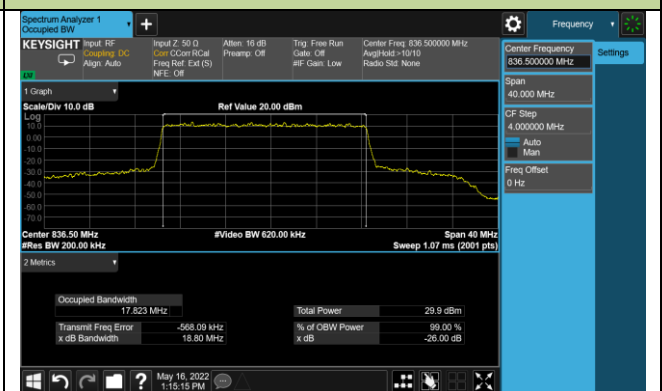 Spectrum Analyzer 1
Occupied BW
Frequency
KEYSIGHT
Input: RF
Coupling: DC
Align: Auto
Input Z: 50 Ω
Corr CCorr RCal
Freq Ref: Ext (S)
NFE: Off
Atten: 16 dB
Preamp: Off
Trig: Free Run
Gate: Off
#IF Gain: Low
Center Freq: 836.500000 MHz
Avg|Hold:>10/10
Radio Std: None
Center Frequency
836.500000 MHz
Settings
Span
40.000 MHz
CF Step
4.000000 MHz
Auto
Man
Freq Offset
0 Hz
1 Graph
Scale/Div 10.0 dB
Ref Value 20.00 dBm
Log
10.0
0.00
-10.0
-20.0
-30.0
-40.0
-50.0
-60.0
-70.0
Center 836.50 MHz
#Video BW 620.00 kHz
Span 40 MHz
#Res BW 200.00 kHz
Sweep 1.07 ms (2001 pts)
2 Metrics
Occupied Bandwidth
17.823 MHz
Total Power
29.9 dBm
Transmit Freq Error
-568.09 kHz
% of OBW Power
99.00 %
x dB Bandwidth
18.80 MHz
x dB
-26.00 dB
May 16, 2022
1:15:15 PM